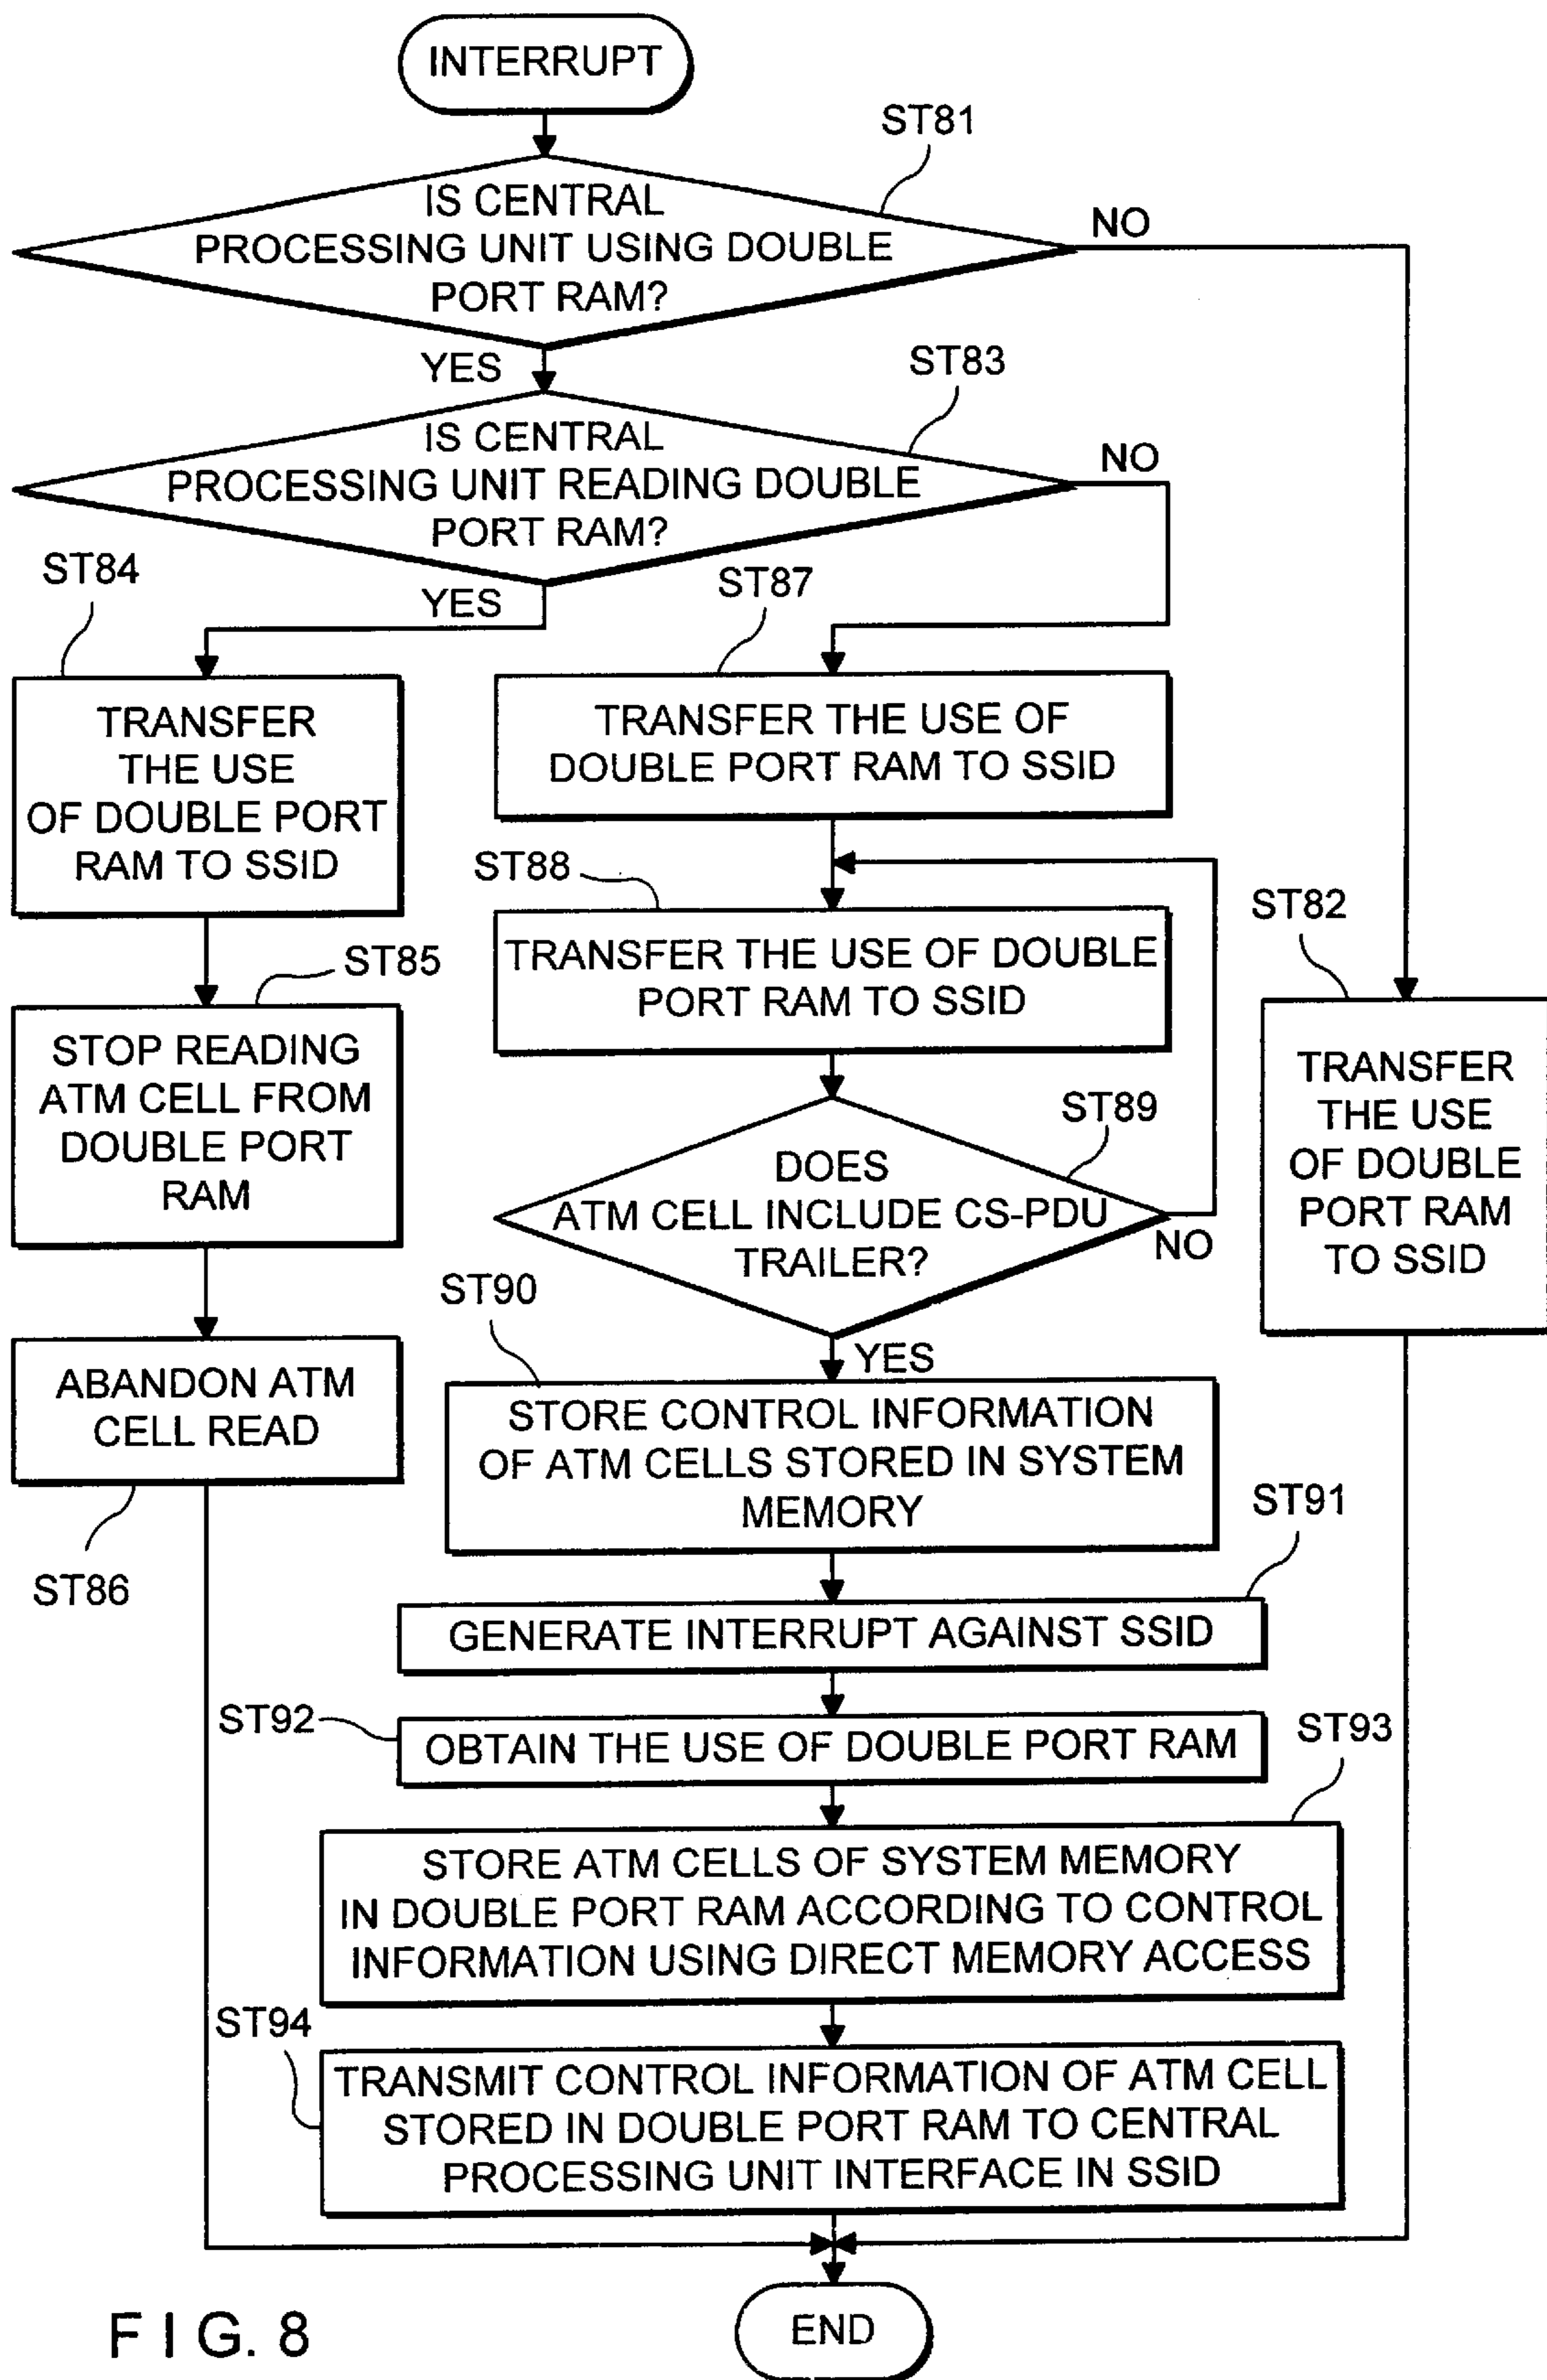 INTERRUPT
ST81
IS CENTRAL
PROCESSING UNIT USING DOUBLE
PORT RAM?
NO
YES
ST83
IS CENTRAL
PROCESSING UNIT READING DOUBLE
PORT RAM?
NO
YES
ST84
TRANSFER
THE USE
OF DOUBLE PORT
RAM TO SSID
ST85
STOP READING
ATM CELL FROM
DOUBLE PORT
RAM
ABANDON ATM
CELL READ
ST86
ST87
TRANSFER THE USE OF
DOUBLE PORT RAM TO SSID
ST88
TRANSFER THE USE OF DOUBLE
PORT RAM TO SSID
ST89
DOES
ATM CELL INCLUDE CS-PDU
TRAILER?
NO
YES
ST82
TRANSFER
THE USE
OF DOUBLE
PORT RAM
TO SSID
ST90
STORE CONTROL INFORMATION
OF ATM CELLS STORED IN SYSTEM
MEMORY
ST91
GENERATE INTERRUPT AGAINST SSID
ST92
OBTAIN THE USE OF DOUBLE PORT RAM
ST93
STORE ATM CELLS OF SYSTEM MEMORY
IN DOUBLE PORT RAM ACCORDING TO CONTROL
INFORMATION USING DIRECT MEMORY ACCESS
ST94
TRANSMIT CONTROL INFORMATION OF ATM CELL
STORED IN DOUBLE PORT RAM TO CENTRAL
PROCESSING UNIT INTERFACE IN SSID
END
FIG. 8